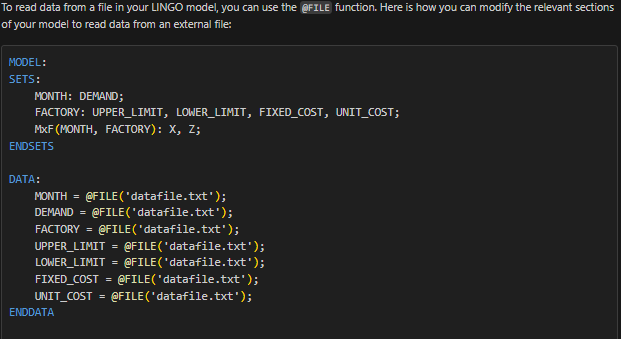 To read data from a file in your LINGO model, you can use the @FILE function. Here is how you can modify the relevant sections
of your model to read data from an external file:
MODEL:
SETS:
    MONTH: DEMAND;
    FACTORY: UPPER_LIMIT, LOWER_LIMIT, FIXED_COST, UNIT_COST;
    MxF(MONTH, FACTORY): X, Z;
ENDSETS
DATA:
    MONTH = @FILE('datafile.txt');
    DEMAND = @FILE('datafile.txt');
    FACTORY = @FILE('datafile.txt');
    UPPER_LIMIT = @FILE('datafile.txt');
    LOWER_LIMIT = @FILE('datafile.txt');
    FIXED_COST = @FILE('datafile.txt');
    UNIT_COST = @FILE('datafile.txt');
ENDDATA